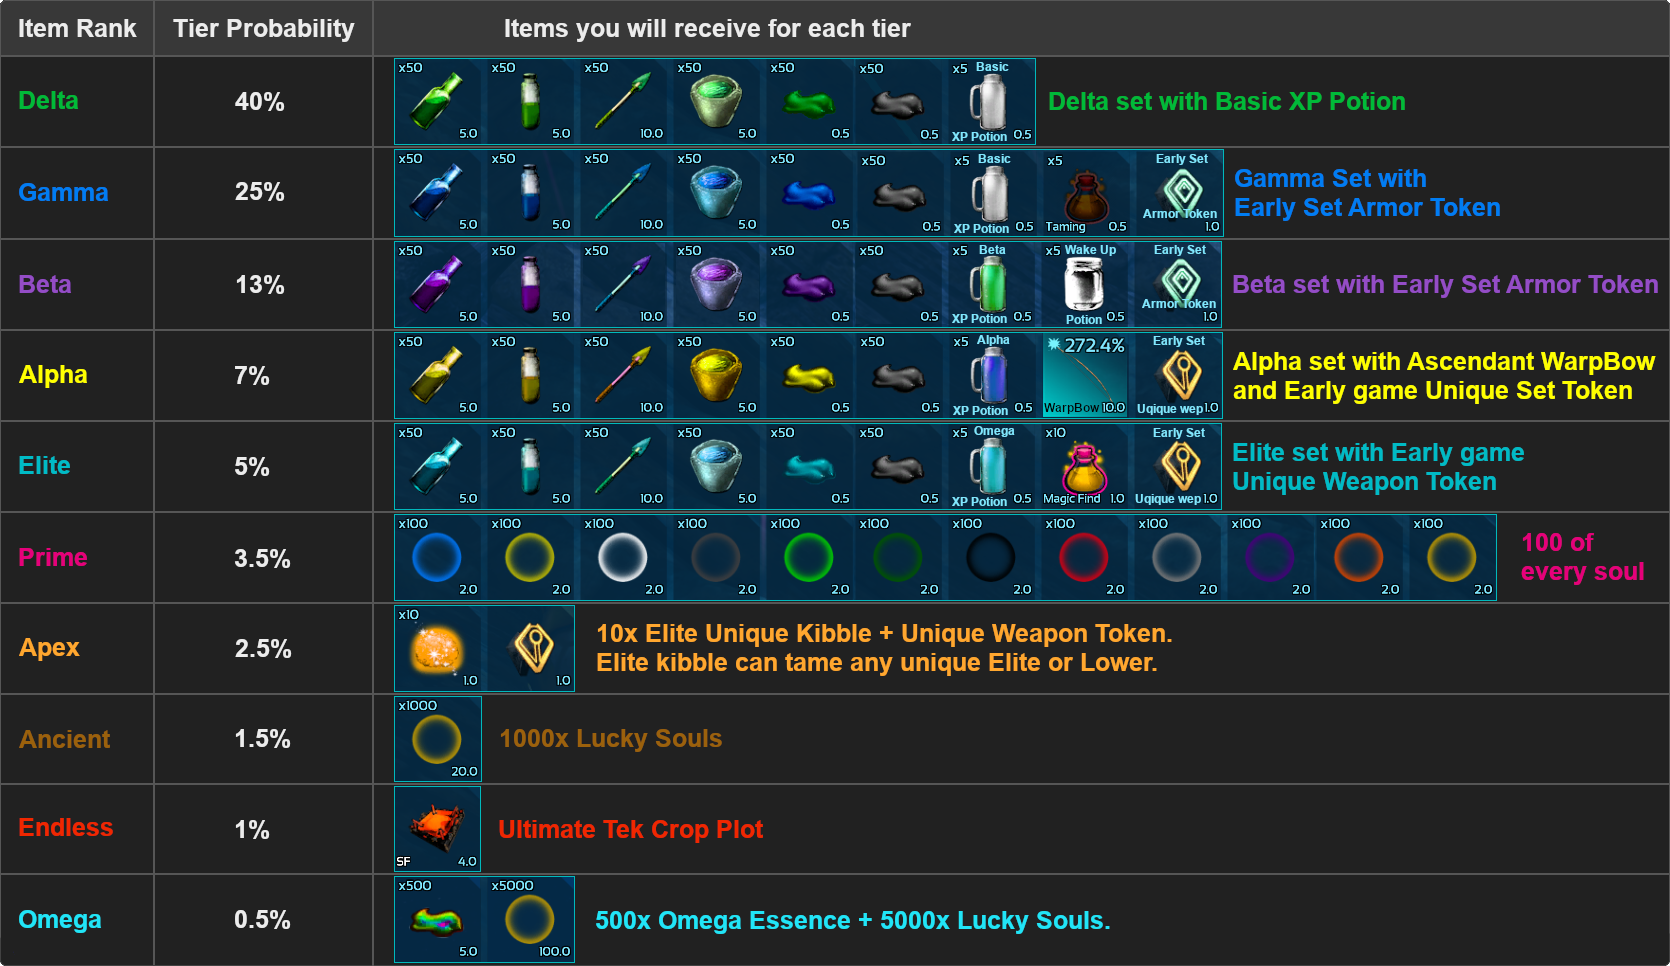 Item Rank Tier Probability Items you will receive for each tier
x50 x50 x50 x50 x50 x50 x5 Basic
Delta 40% Delta set with Basic XP Potion
5.0 5.0 10.0 5.0 0.5 0.5 XP Potion 0.5
x50 x50 x50 x50 x50 x50 x5 Basic x5 Early Set
Gamma 25% Gamma Set with
Early Set Armor Token
Armor Token
5.0 5.0 10.0 5.0 0.5 0.5 XP Potion 0.5 Taming 0.5 1.0
x50 x50 x50 x50 x50 x50 x5 Beta x5 Wake Up Early Set
Beta 13% Beta set with Early Set Armor Token
Armor Token
5.0 5.0 10.0 5.0 0.5 0.5 XP Potion 0.5 Potion 0.5 1.0
x50 x50 x50 x50 x50 x50 x5 Alpha 272.4% Early Set
Alpha 7% Alpha set with Ascendant WarpBow
and Early game Unique Set Token
5.0 5.0 10.0 5.0 0.5 0.5 XP Potion 0.5 WarpBow 10.0 Uqique wep 1.0
x50 x50 x50 x50 x50 x50 x5 Omega x10 Early Set
Elite 5% Elite set with Early game
Unique Weapon Token
5.0 5.0 10.0 5.0 0.5 0.5 XP Potion 0.5 Magic Find 1.0 Uqique wep 1.0
x100 x100 x100 x100 x100 x100 x100 x100 x100 x100 x100 x100
Prime 3.5% 100 of
every soul
2.0 2.0 2.0 2.0 2.0 2.0 2.0 2.0 2.0 2.0 2.0 2.0
x10
Apex 2.5% 10x Elite Unique Kibble + Unique Weapon Token.
Elite kibble can tame any unique Elite or Lower.
1.0 1.0
x1000
Ancient 1.5% 1000x Lucky Souls
20.0
Endless 1% Ultimate Tek Crop Plot
SF 4.0
x500 x5000
Omega 0.5% 500x Omega Essence + 5000x Lucky Souls.
5.0 100.0